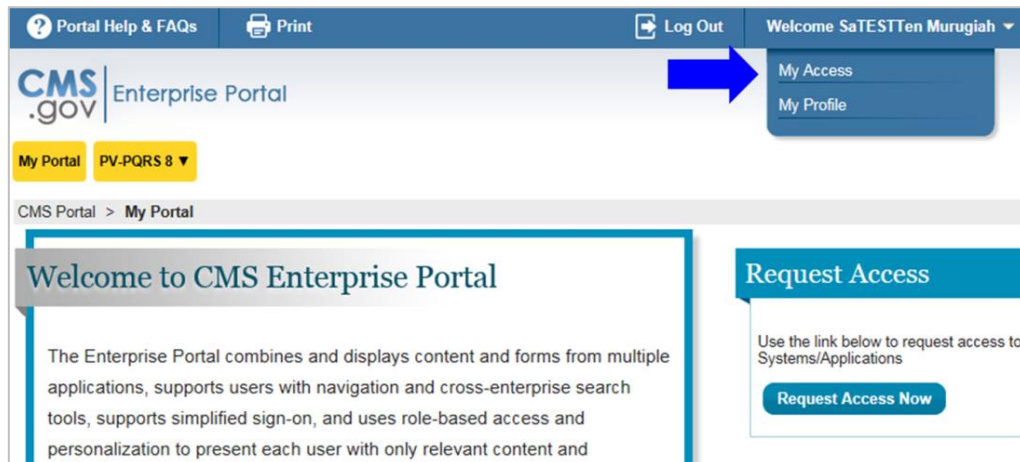 Portal Help & FAQs Print Log Out Welcome SaTESTTen Murugiah
My Access
My Profile
CMS .gov Enterprise Portal
My Portal PV-PQRS 8
CMS Portal > My Portal
Welcome to CMS Enterprise Portal
The Enterprise Portal combines and displays content and forms from multiple
applications, supports users with navigation and cross-enterprise search
tools, supports simplified sign-on, and uses role-based access and
personalization to present each user with only relevant content and
Request Access
Use the link below to request access to
Systems/Applications
Request Access Now